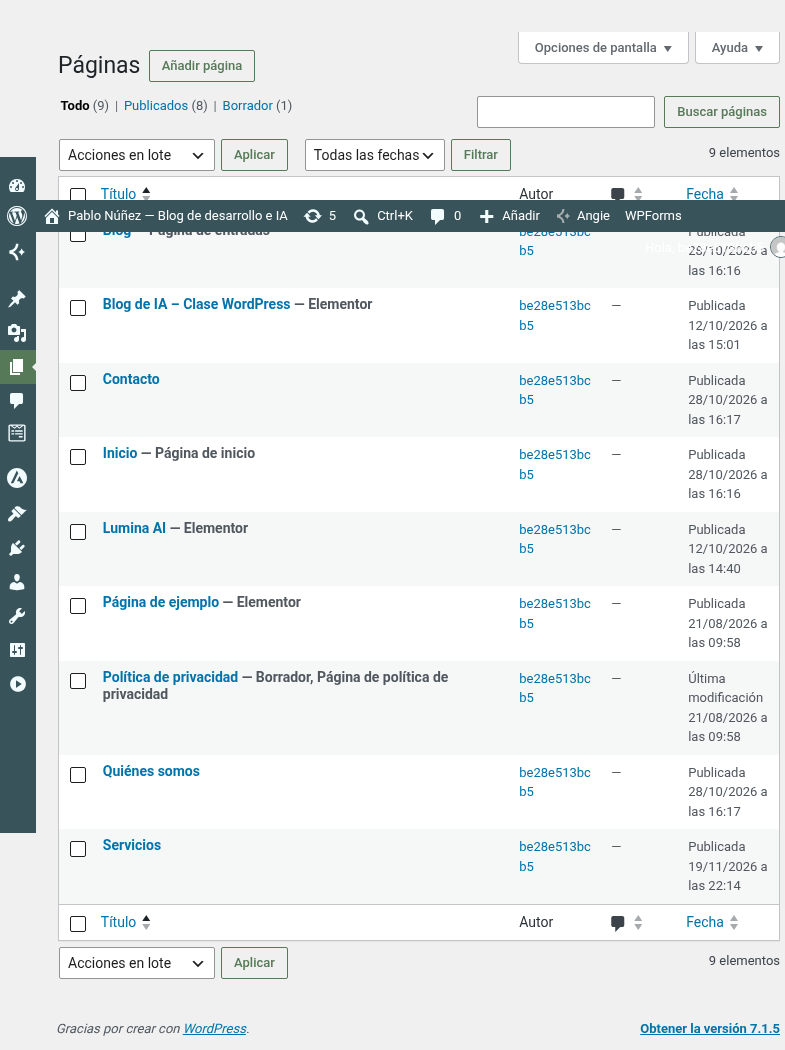 Opciones de pantalla
Ayuda
Páginas
Añadir página
Todo (9) | Publicados (8) | Borrador (1)
Buscar páginas
Acciones en lote
Aplicar
Todas las fechas
Filtrar
9 elementos
Título
Autor
Fecha
Pablo Núñez — Blog de desarrollo e IA
5
Ctrl+K
0
Añadir
Angie
WPForms
Blog — Página de entradas
be28e513bc
b5
Publicada
28/10/2026 a
las 16:16
Blog de IA – Clase WordPress — Elementor
be28e513bc
b5
—
Publicada
12/10/2026 a
las 15:01
Contacto
be28e513bc
b5
—
Publicada
28/10/2026 a
las 16:17
Inicio — Página de inicio
be28e513bc
b5
—
Publicada
28/10/2026 a
las 16:16
Lumina AI — Elementor
be28e513bc
b5
—
Publicada
12/10/2026 a
las 14:40
Página de ejemplo — Elementor
be28e513bc
b5
—
Publicada
21/08/2026 a
las 09:58
Política de privacidad — Borrador, Página de política de
privacidad
be28e513bc
b5
—
Última
modificación
21/08/2026 a
las 09:58
Quiénes somos
be28e513bc
b5
—
Publicada
28/10/2026 a
las 16:17
Servicios
be28e513bc
b5
—
Publicada
19/11/2026 a
las 22:14
Título
Autor
Fecha
Acciones en lote
Aplicar
9 elementos
Gracias por crear con WordPress.
Obtener la versión 7.1.5